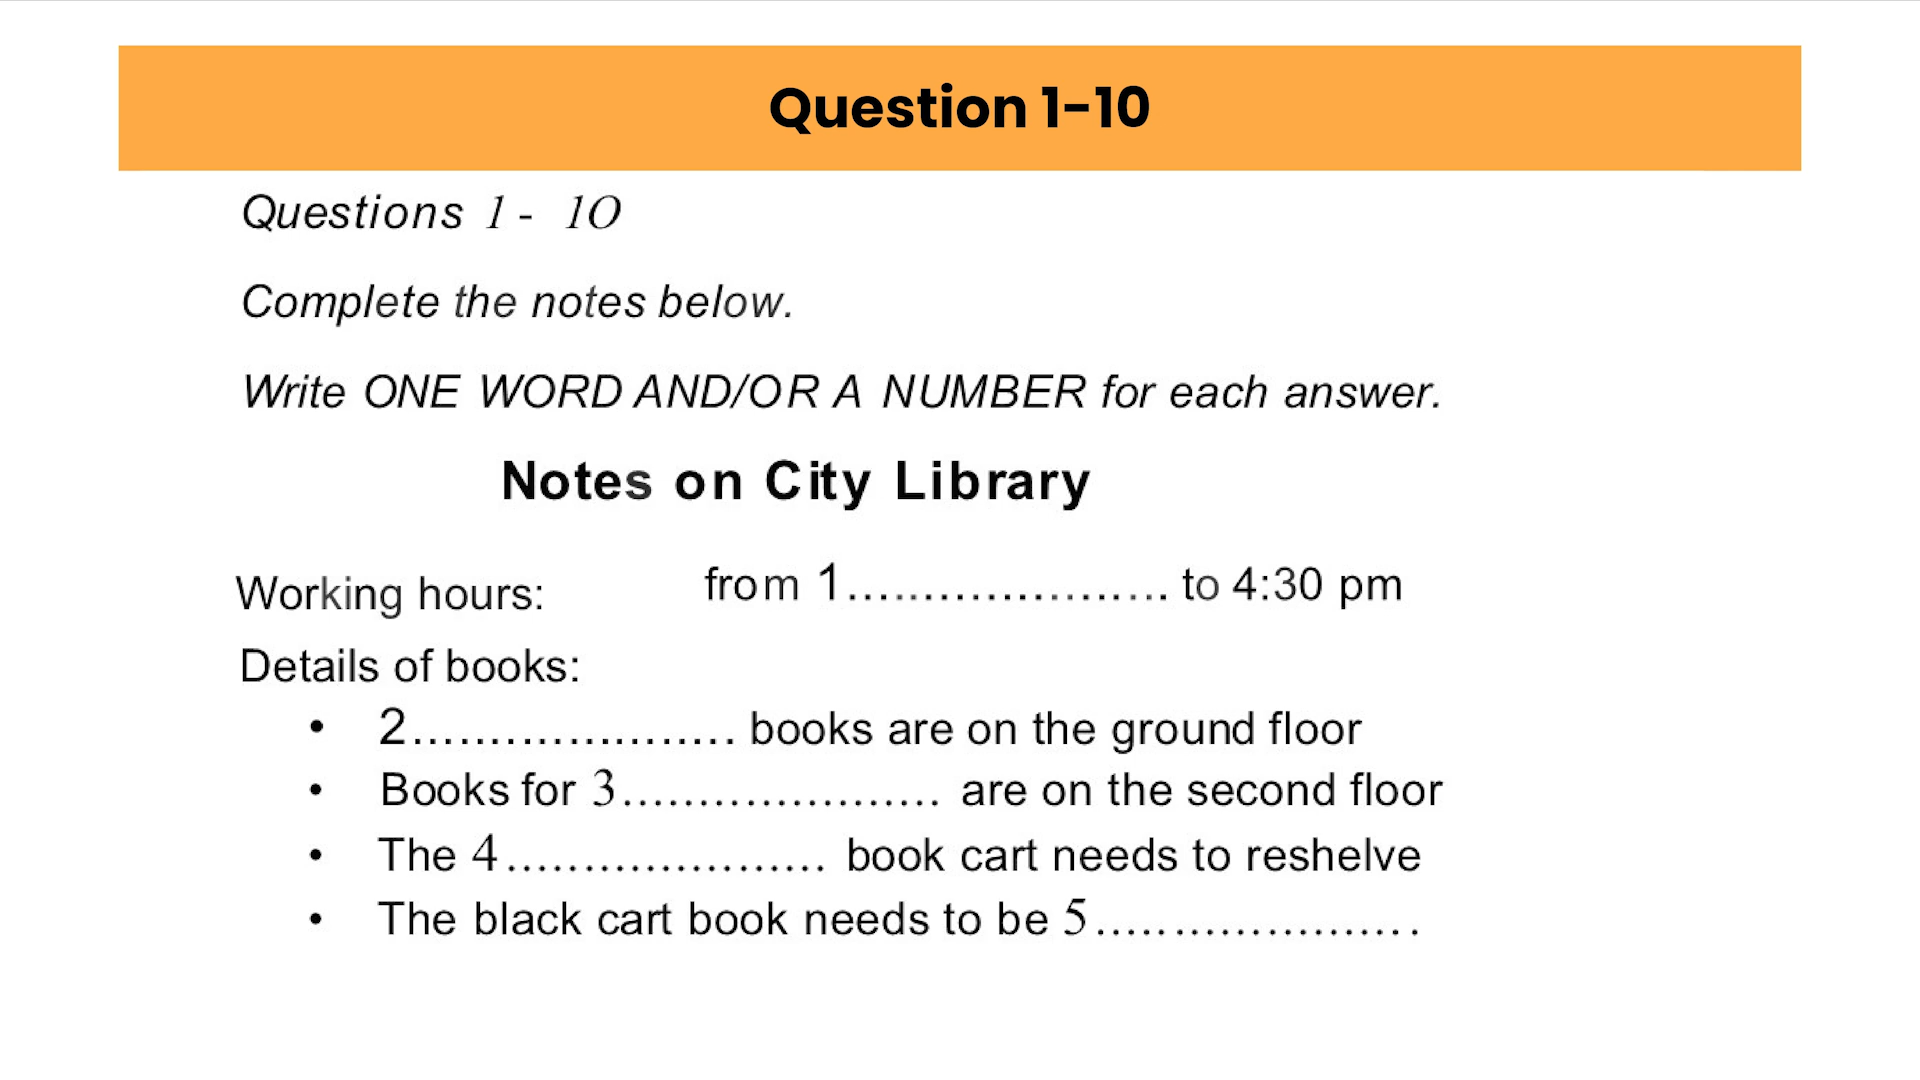 Question 1-10
Questions 1 - 10
Complete the notes below.
Write ONE WORD AND/OR A NUMBER for each answer.
Notes on City Library
Working hours: from 1..................... to 4:30 pm
Details of books:
• 2..................... books are on the ground floor
• Books for 3..................... are on the second floor
• The 4..................... book cart needs to reshelve
• The black cart book needs to be 5.....................